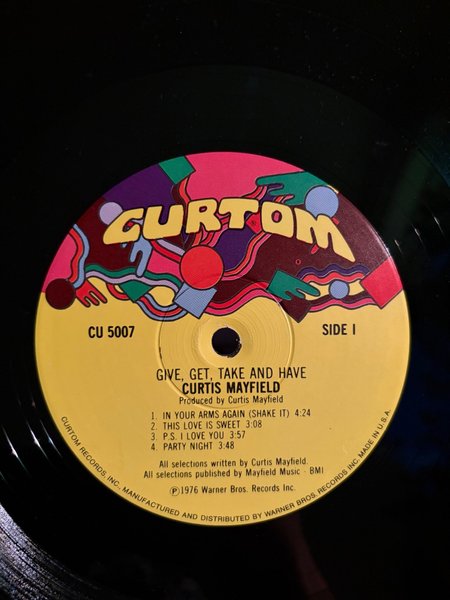 CURTOM
CU 5007
SIDE I
GIVE, GET, TAKE AND HAVE
CURTIS MAYFIELD
Produced by Curtis Mayfield
1. IN YOUR ARMS AGAIN (SHAKE IT) 4:24
2. THIS LOVE IS SWEET 3:08
3. P.S. I LOVE YOU 3:57
4. PARTY NIGHT 3:48
All selections written by Curtis Mayfield.
All selections published by Mayfield Music - BMI
Ⓟ1976 Warner Bros. Records Inc.
CURTOM RECORDS, INC. MANUFACTURED AND DISTRIBUTED BY WARNER BROS. RECORDS INC. MADE IN U.S.A.